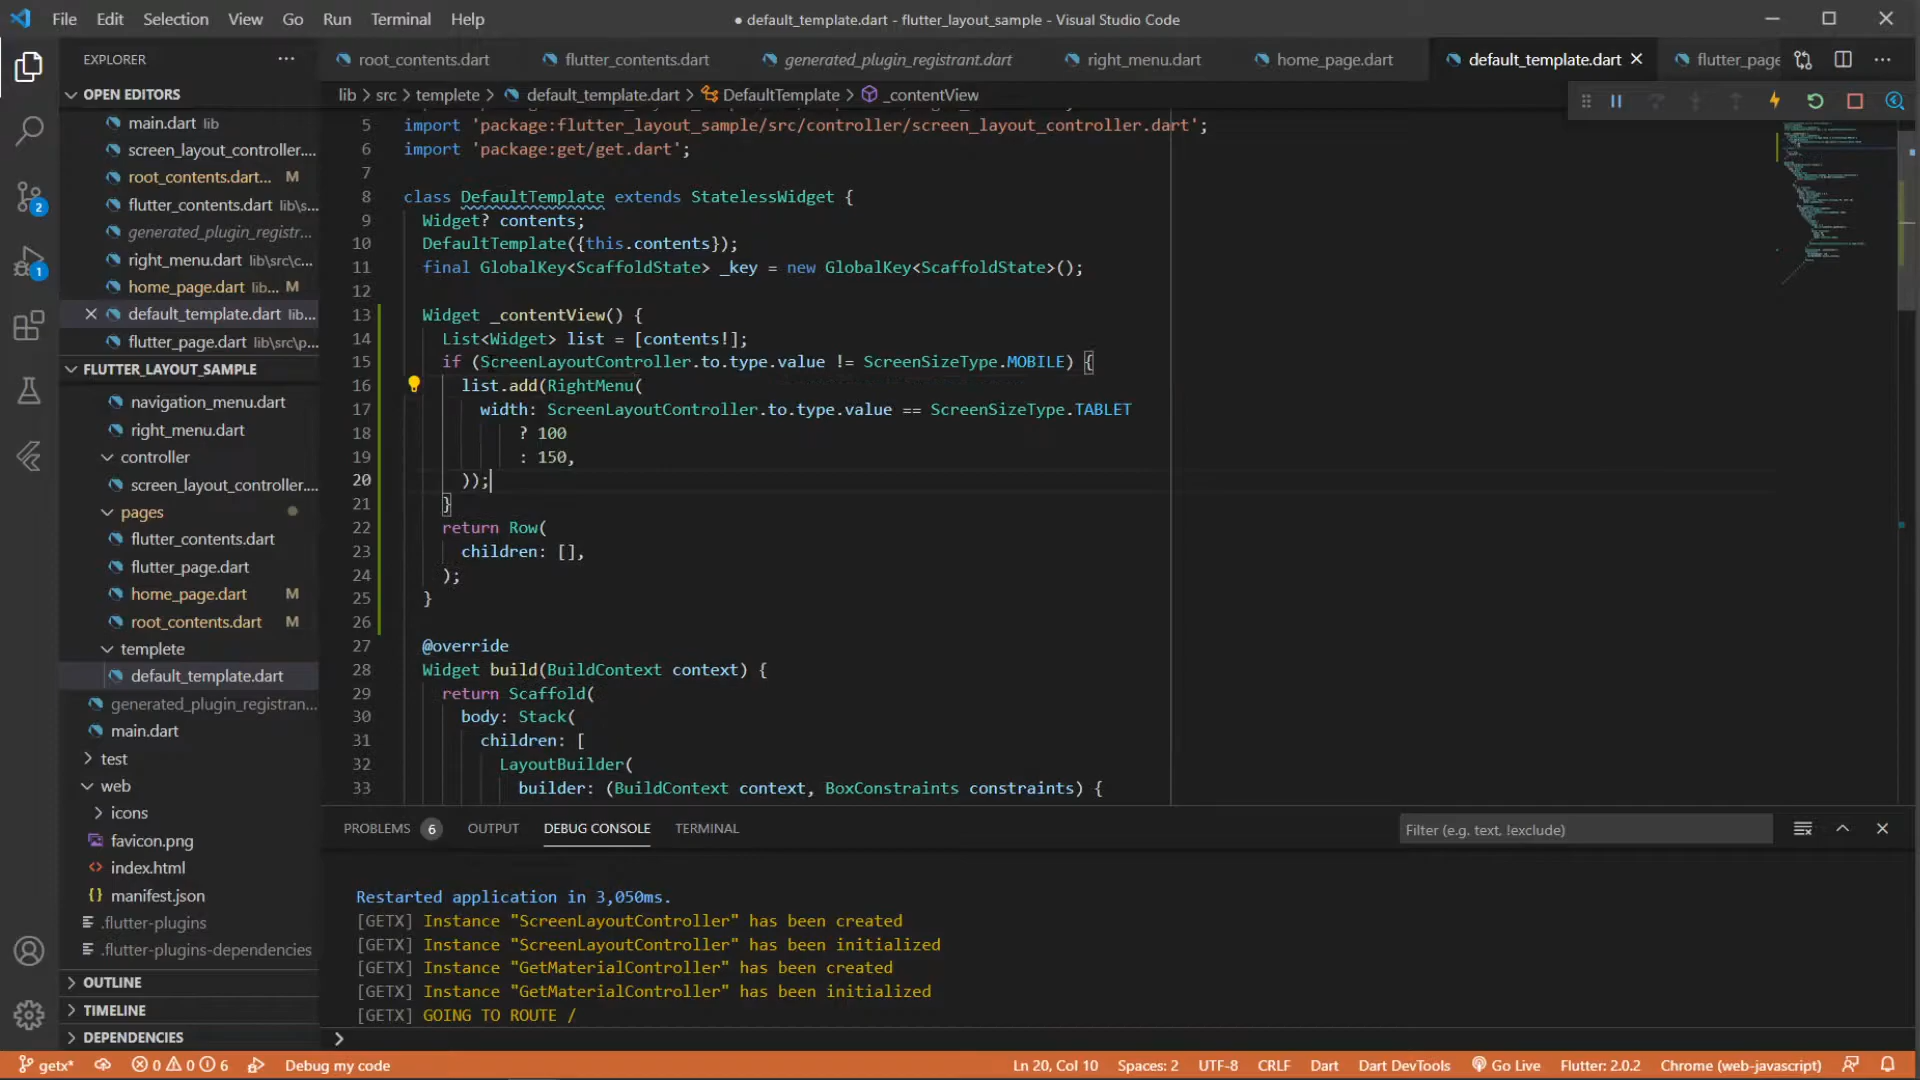 File Edit Selection View Go Run Terminal Help
● default_template.dart - flutter_layout_sample - Visual Studio Code
EXPLORER
root_contents.dart flutter_contents.dart generated_plugin_registrant.dart right_menu.dart home_page.dart default_template.dart flutter_page
OPEN EDITORS
lib > src > templete > default_template.dart > DefaultTemplate > _contentView
main.dart lib
screen_layout_controller....
root_contents.dart... M
flutter_contents.dart lib\s...
generated_plugin_registr...
right_menu.dart lib\src\c...
home_page.dart lib... M
default_template.dart lib...
flutter_page.dart lib\src\p...
FLUTTER_LAYOUT_SAMPLE
navigation_menu.dart
right_menu.dart
controller
screen_layout_controller....
pages
flutter_contents.dart
flutter_page.dart
home_page.dart M
root_contents.dart M
templete
default_template.dart
generated_plugin_registran...
main.dart
test
web
icons
favicon.png
index.html
manifest.json
.flutter-plugins
.flutter-plugins-dependencies
OUTLINE
TIMELINE
DEPENDENCIES
2
1
5 import 'package:flutter_layout_sample/src/controller/screen_layout_controller.dart';
6 import 'package:get/get.dart';
7
8 class DefaultTemplate extends StatelessWidget {
9 Widget? contents;
10 DefaultTemplate({this.contents});
11 final GlobalKey<ScaffoldState> _key = new GlobalKey<ScaffoldState>();
12
13 Widget _contentView() {
14 List<Widget> list = [contents!];
15 if (ScreenLayoutController.to.type.value != ScreenSizeType.MOBILE) {
16 list.add(RightMenu(
17 width: ScreenLayoutController.to.type.value == ScreenSizeType.TABLET
18 ? 100
19 : 150,
20 ));
21 }
22 return Row(
23 children: [],
24 );
25 }
26
27 @override
28 Widget build(BuildContext context) {
29 return Scaffold(
30 body: Stack(
31 children: [
32 LayoutBuilder(
33 builder: (BuildContext context, BoxConstraints constraints) {
PROBLEMS 6 OUTPUT DEBUG CONSOLE TERMINAL Filter (e.g. text, !exclude)
Restarted application in 3,050ms.
[GETX] Instance "ScreenLayoutController" has been created
[GETX] Instance "ScreenLayoutController" has been initialized
[GETX] Instance "GetMaterialController" has been created
[GETX] Instance "GetMaterialController" has been initialized
[GETX] GOING TO ROUTE /
getx* 0 0 6 Debug my code Ln 20, Col 10 Spaces: 2 UTF-8 CRLF Dart Dart DevTools Go Live Flutter: 2.0.2 Chrome (web-javascript)